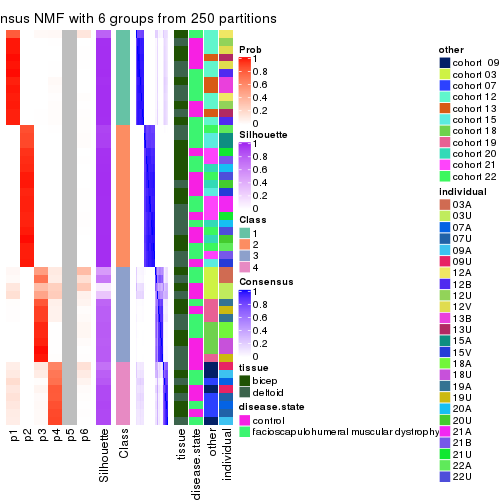 nsus NMF with 6 groups from 250 partitions
Prob
1
0.8
0.6
0.4
0.2
0
Silhouette
1
0.8
0.6
0.4
0.2
0
Class
1
2
3
4
Consensus
1
0.8
0.6
0.4
0.2
0
tissue
bicep
deltoid
disease.state
control
facioscapulohumeral muscular dystrophy
other
cohort 09
cohort 03
cohort 07
cohort 12
cohort 13
cohort 15
cohort 18
cohort 19
cohort 20
cohort 21
cohort 22
individual
03A
03U
07A
07U
09A
09U
12A
12B
12U
12V
13B
13U
15A
15V
18A
18U
19A
19U
20A
20U
21A
21B
21U
22A
22U
p1
p2
p3
p4
p5
p6
Silhouette
Class
tissue
disease.state
other
individual